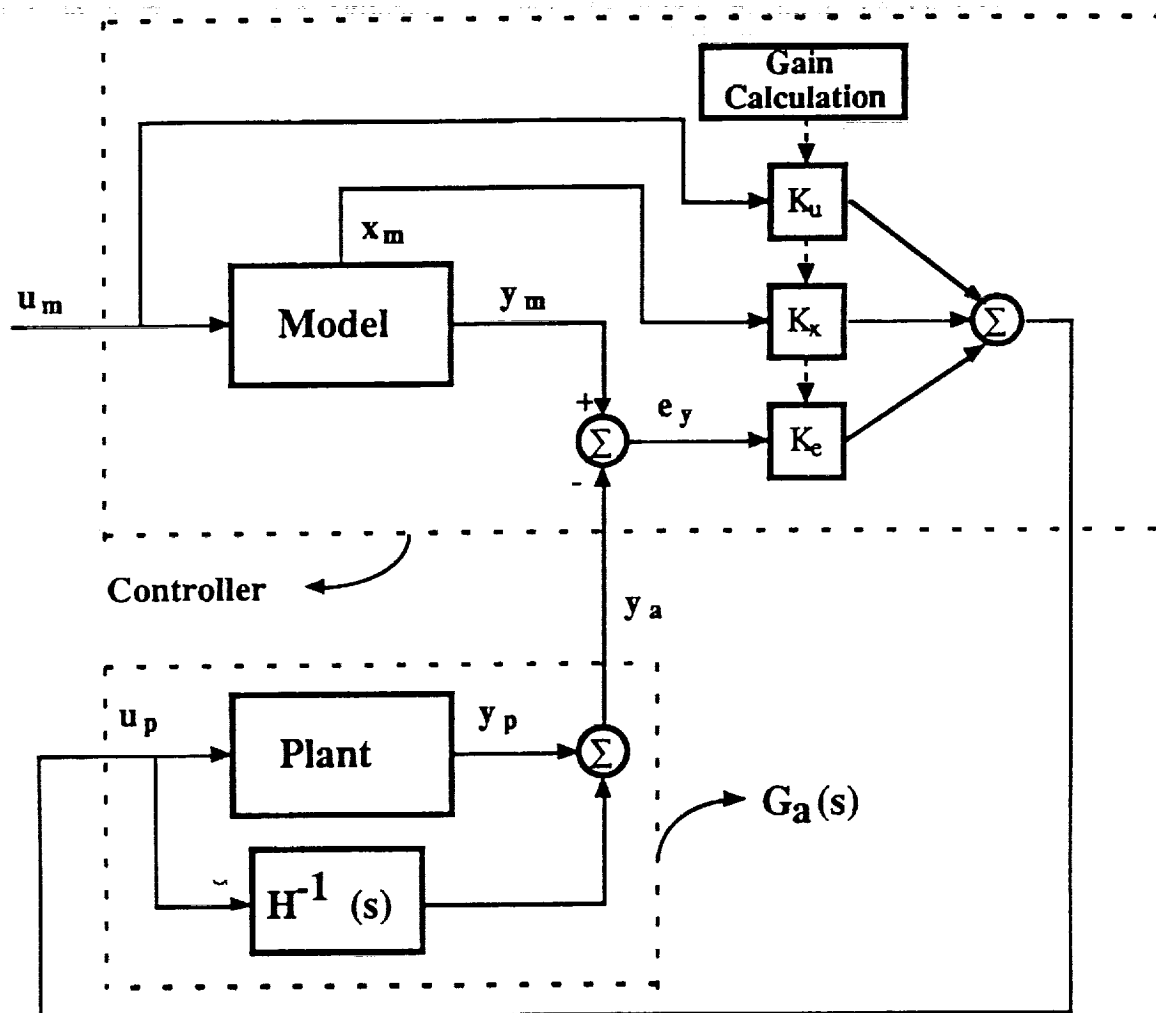 Gain
Calculation
K_u
x_m
u_m
Model
y_m
K_x
Σ
+
e_y
Σ
K_e
-
Controller
y_a
u_p
Plant
y_p
Σ
G_a(s)
H^-1 (s)